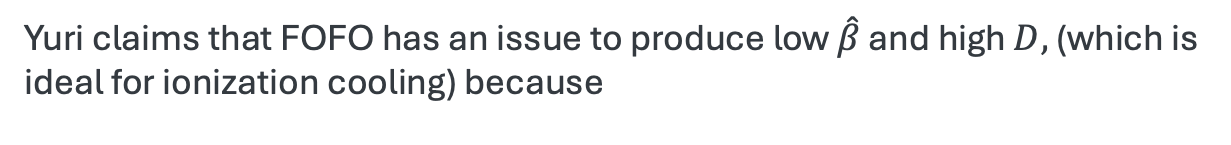 Yuri claims that FOFO has an issue to produce low β̂ and high D, (which is
ideal for ionization cooling) because